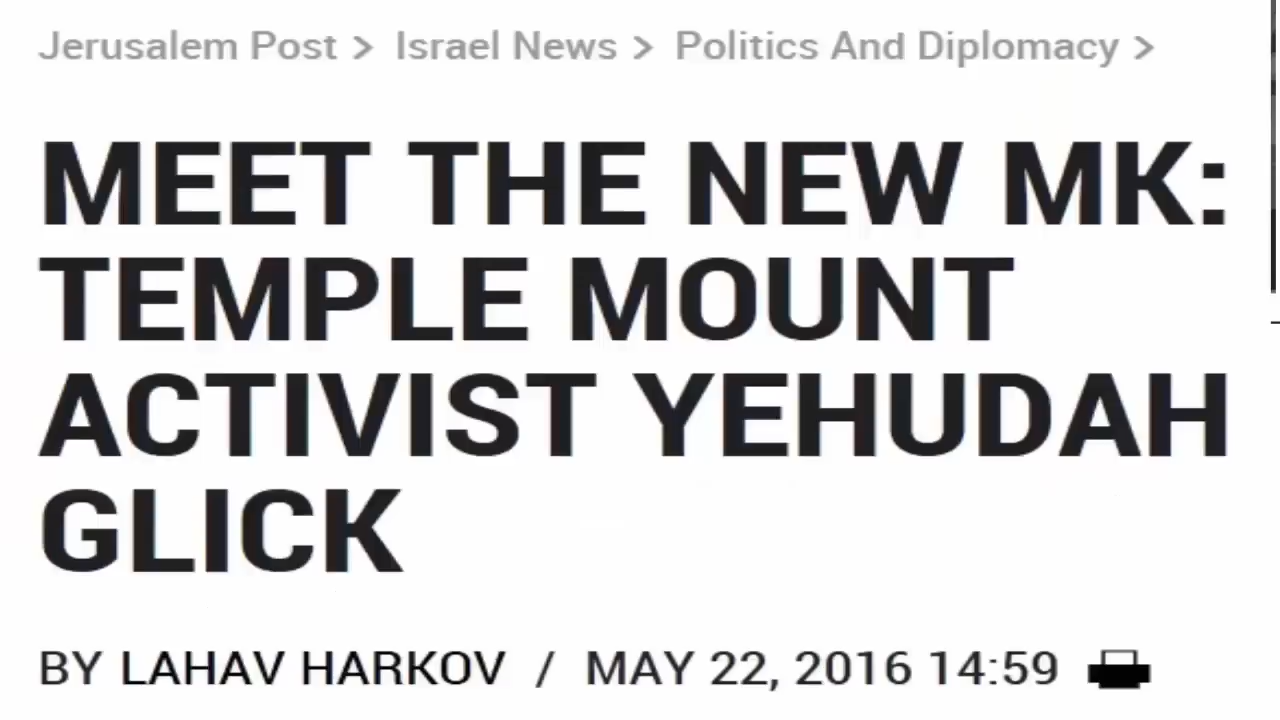 Jerusalem Post > Israel News > Politics And Diplomacy >
MEET THE NEW MK:
TEMPLE MOUNT
ACTIVIST YEHUDAH
GLICK
BY LAHAV HARKOV / MAY 22, 2016 14:59